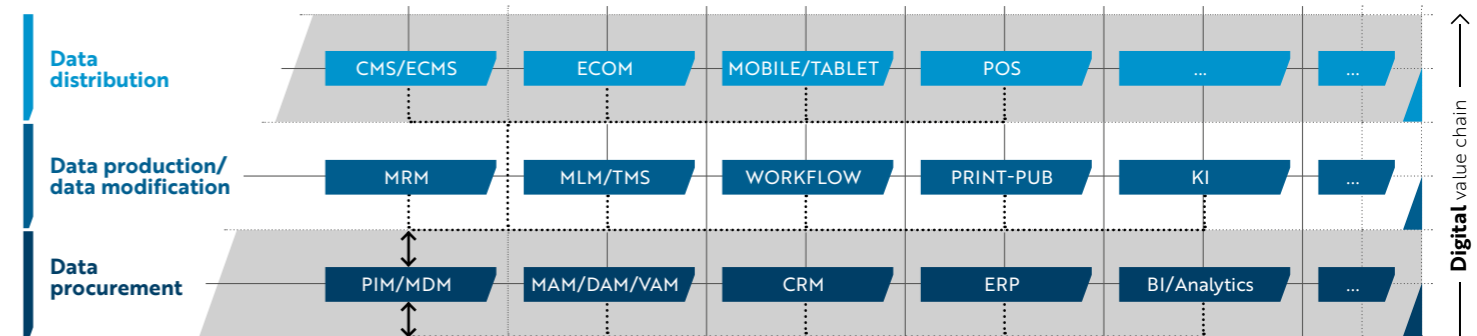 Data
distribution
CMS/ECMS
ECOM
MOBILE/TABLET
POS
...
...
Data production/
data modification
MRM
MLM/TMS
WORKFLOW
PRINT-PUB
KI
...
Data
procurement
PIM/MDM
MAM/DAM/VAM
CRM
ERP
BI/Analytics
...
Digital value chain